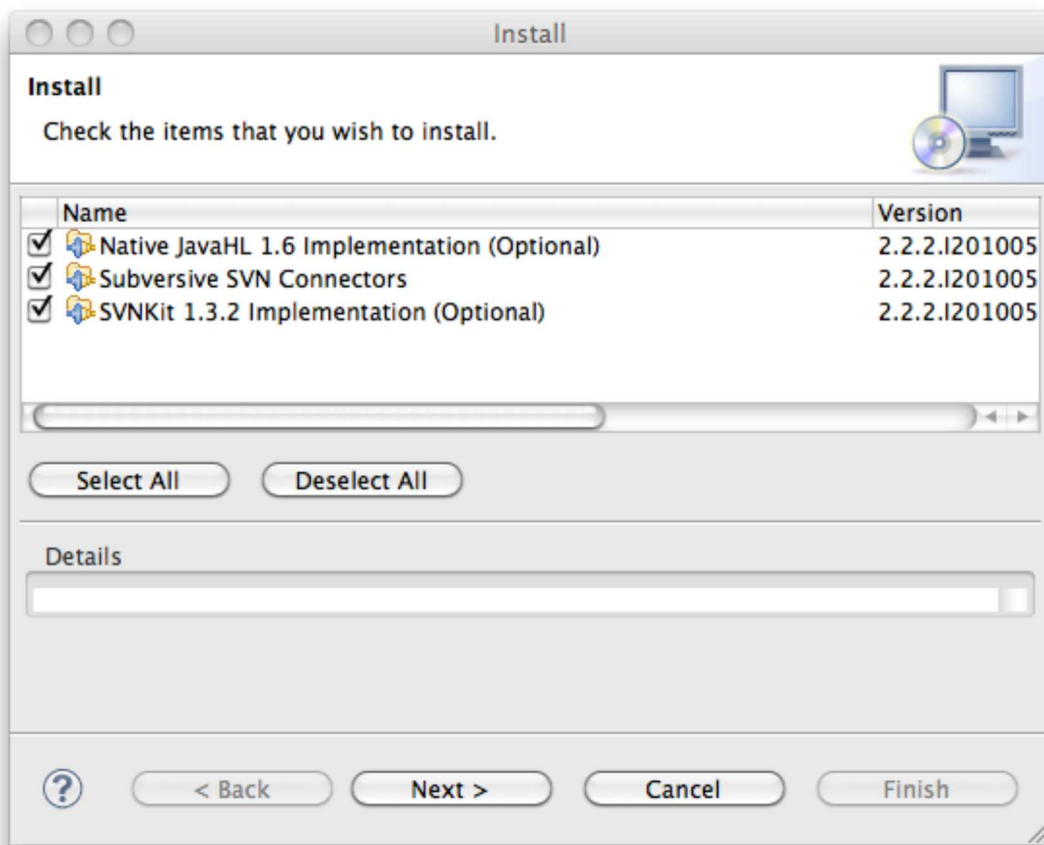 Install
Install
Check the items that you wish to install.
Name Version
Native JavaHL 1.6 Implementation (Optional) 2.2.2.I201005
Subversive SVN Connectors 2.2.2.I201005
SVNKit 1.3.2 Implementation (Optional) 2.2.2.I201005
Select All Deselect All
Details
? < Back Next > Cancel Finish